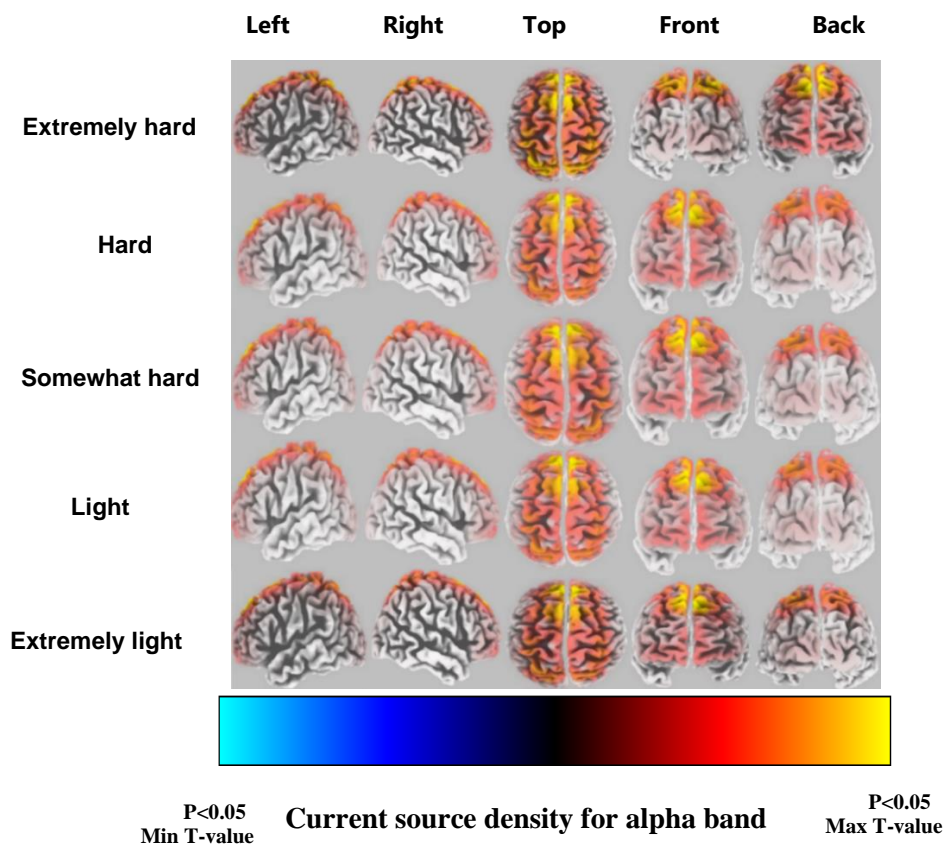 Left Right Top Front Back
Extremely hard
Hard
Somewhat hard
Light
Extremely light
P<0.05
Min T-value
Current source density for alpha band
P<0.05
Max T-value